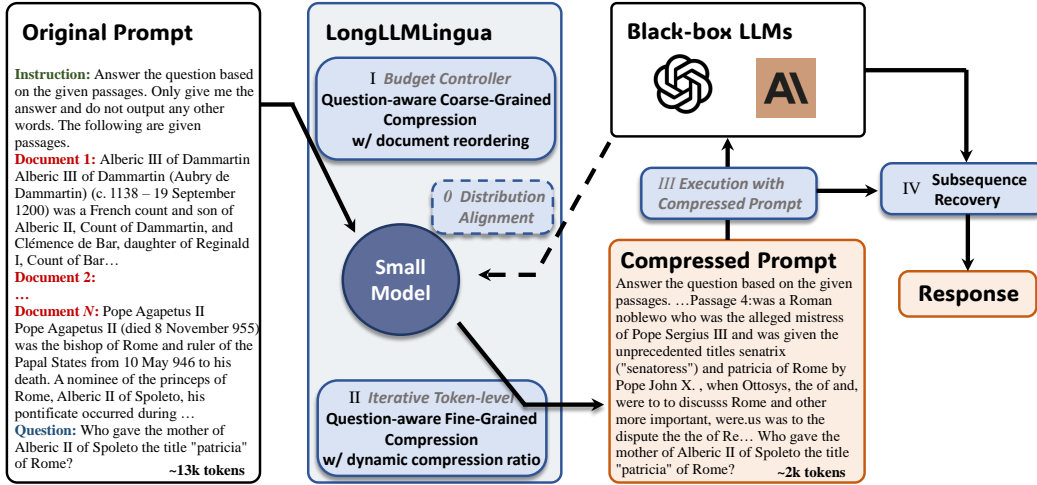 Original Prompt
Instruction: Answer the question based
on the given passages. Only give me the
answer and do not output any other
words. The following are given
passages.
Document 1: Alberic III of Dammartin
Alberic III of Dammartin (Aubry de
Dammartin) (c. 1138 – 19 September
1200) was a French count and son of
Alberic II, Count of Dammartin, and
Clémence de Bar, daughter of Reginald
I, Count of Bar…
Document 2:
…
Document N: Pope Agapetus II
Pope Agapetus II (died 8 November 955)
was the bishop of Rome and ruler of the
Papal States from 10 May 946 to his
death. A nominee of the princeps of
Rome, Alberic II of Spoleto, his
pontificate occurred during …
Question: Who gave the mother of
Alberic II of Spoleto the title "patricia"
of Rome?
~13k tokens
LongLLMLingua
I Budget Controller
Question-aware Coarse-Grained
Compression
w/ document reordering
0 Distribution
Alignment
Small
Model
II Iterative Token-level
Question-aware Fine-Grained
Compression
w/ dynamic compression ratio
Black-box LLMs
AI
III Execution with
Compressed Prompt
IV Subsequence
Recovery
Response
Compressed Prompt
Answer the question based on the given
passages. …Passage 4:was a Roman
noblewo who was the alleged mistress
of Pope Sergius III and was given the
unprecedented titles senatrix
("senatoress") and patricia of Rome by
Pope John X. , when Ottosys, the of and,
were to to discusss Rome and other
more important, were.us was to the
dispute the the of Re… Who gave the
mother of Alberic II of Spoleto the title
"patricia" of Rome?
~2k tokens